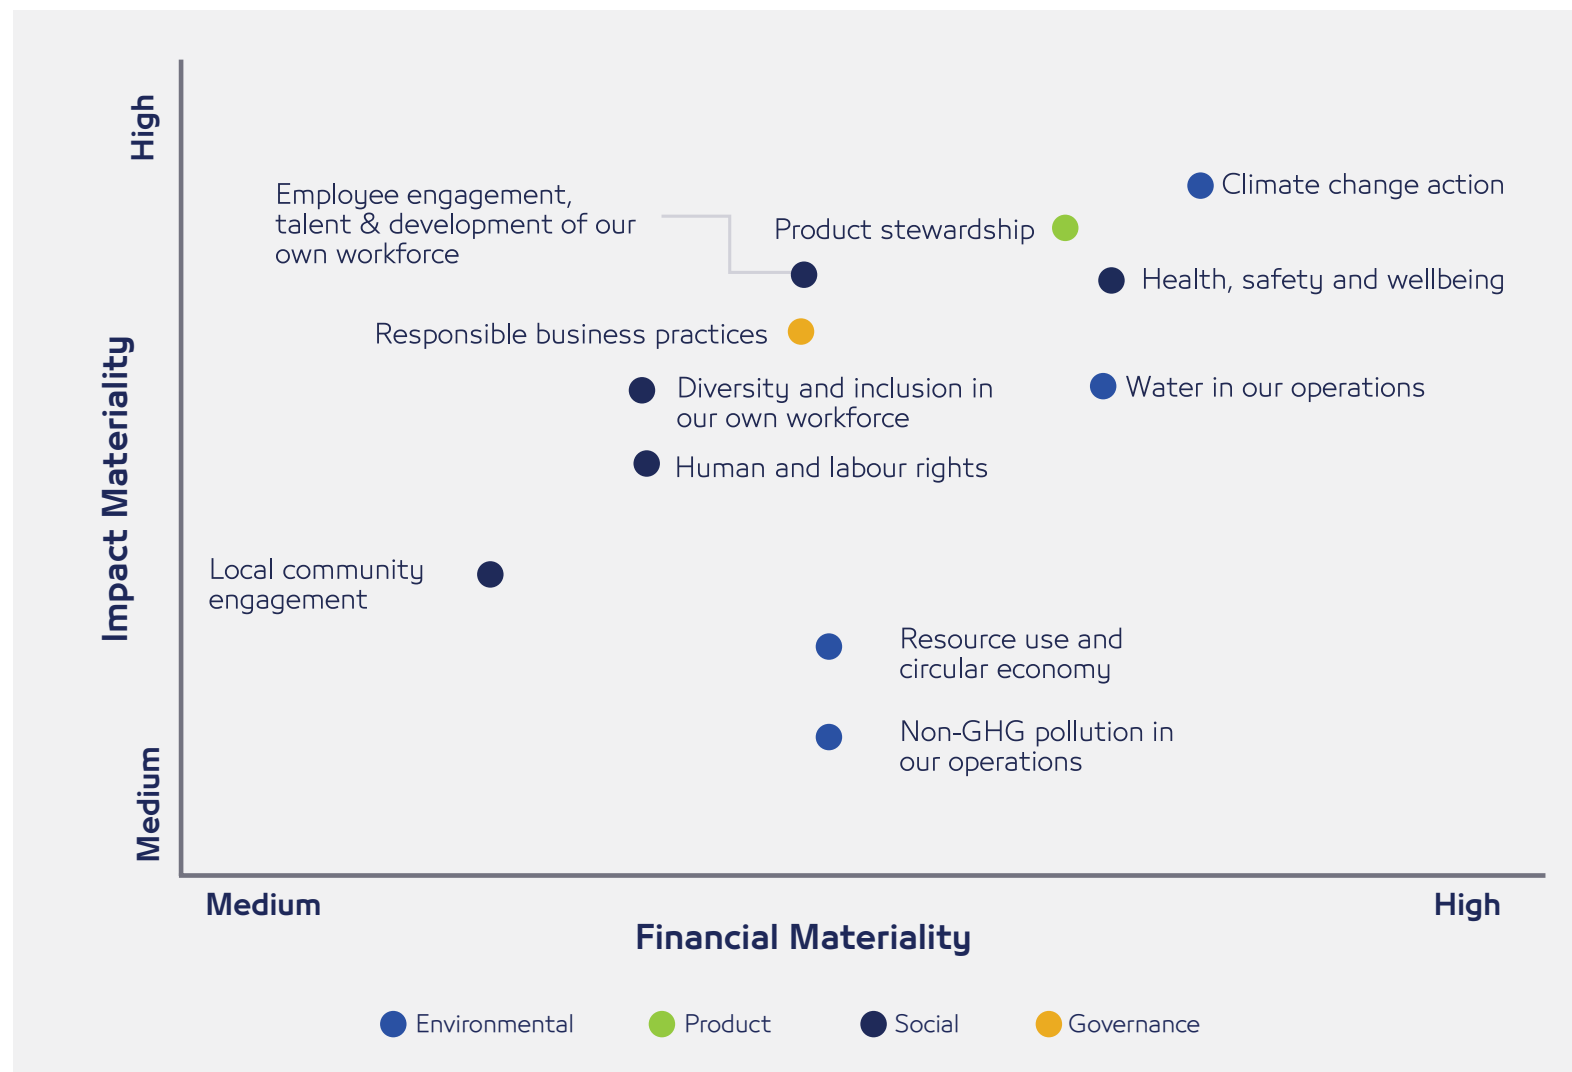 High
Employee engagement,
talent & development of our
own workforce
Climate change action
Product stewardship
Health, safety and wellbeing
Responsible business practices
Diversity and inclusion in
our own workforce
Water in our operations
Human and labour rights
Impact Materiality
Local community
engagement
Resource use and
circular economy
Non-GHG pollution in
our operations
Medium
Medium
High
Financial Materiality
Environmental
Product
Social
Governance